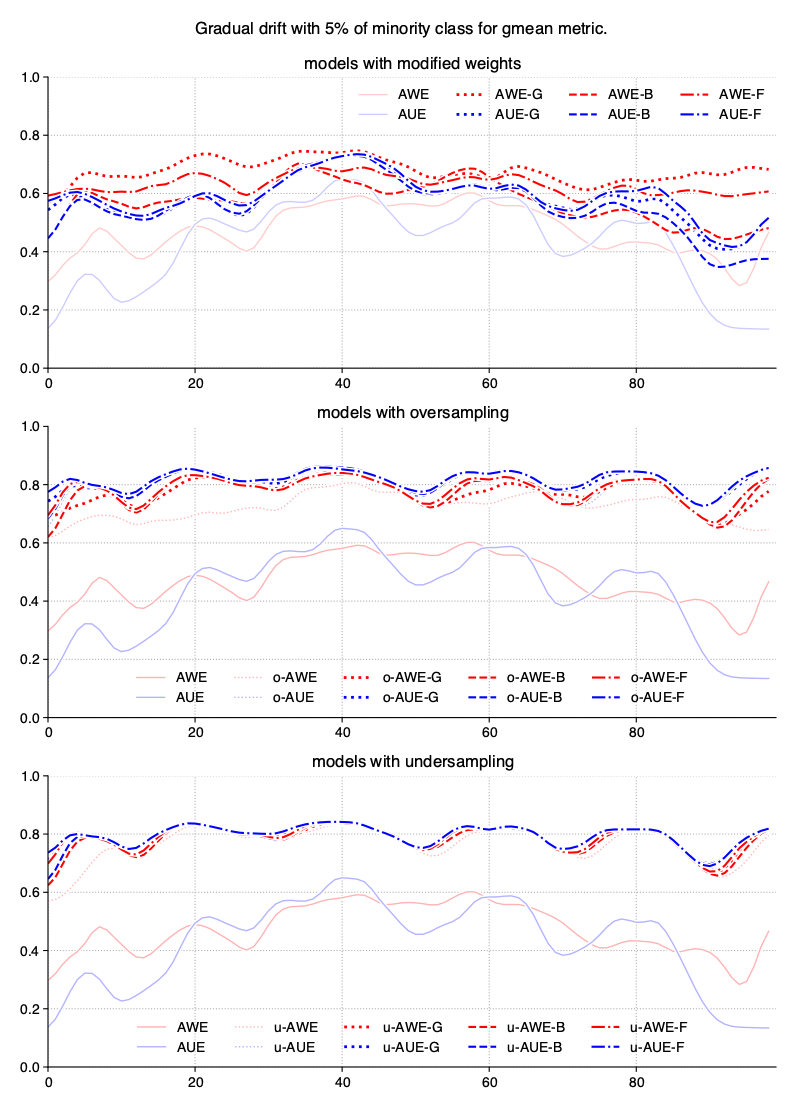 Gradual drift with 5% of minority class for gmean metric.
models with modified weights
1.0
AWE AWE-G AWE-B AWE-F
AUE AUE-G AUE-B AUE-F
0.8
0.6
0.4
0.2
0.0
0 20 40 60 80
models with oversampling
1.0
0.8
0.6
0.4
0.2
AWE o-AWE o-AWE-G o-AWE-B o-AWE-F
AUE o-AUE o-AUE-G o-AUE-B o-AUE-F
0.0
0 20 40 60 80
models with undersampling
1.0
0.8
0.6
0.4
0.2
AWE u-AWE u-AWE-G u-AWE-B u-AWE-F
AUE u-AUE u-AUE-G u-AUE-B u-AUE-F
0.0
0 20 40 60 80